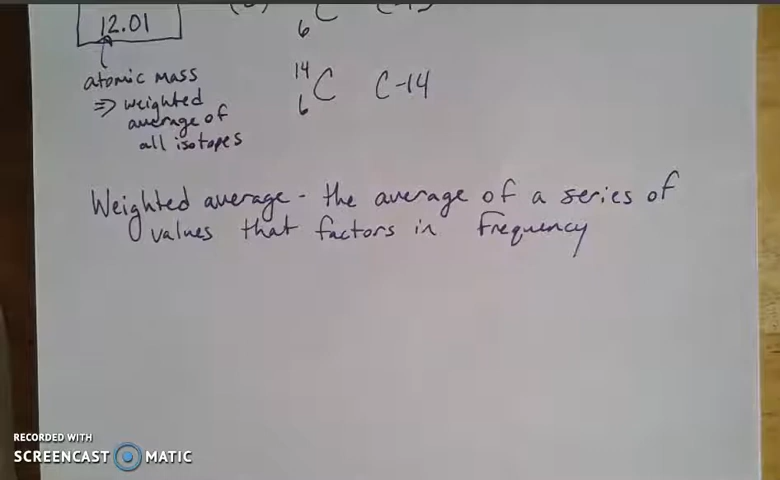 12.01
6
atomic mass
⇒ weighted
average of
all isotopes
14
6 C C-14
Weighted average - the average of a series of
values that factors in Frequency
RECORDED WITH
SCREENCAST MATIC